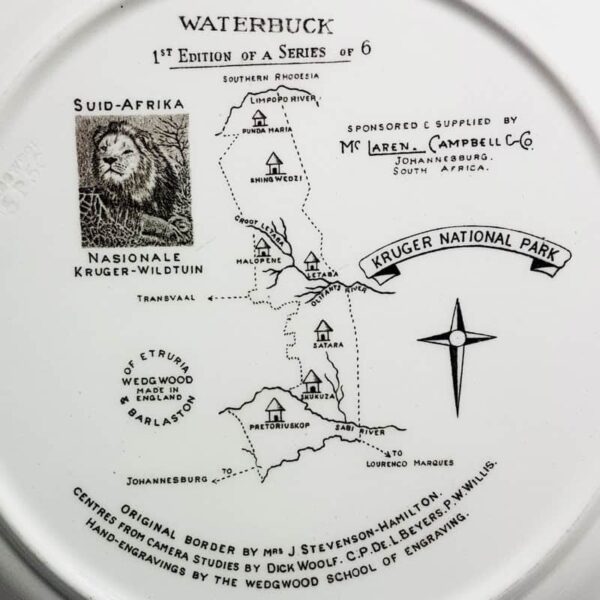 WATERBUCK
1ST EDITION OF A SERIES OF 6
SOUTHERN RHODESIA
LIMPOPO RIVER
SUID-AFRIKA
PUNDA MARIA
SPONSORED & SUPPLIED BY
MC LAREN. CAMPBELL & CO.
JOHANNESBURG.
SOUTH AFRICA.
SHINGWEDZI
GROOT LETABA
NASIONALE
KRUGER-WILDTUIN
MALOPENE
LETABA
KRUGER NATIONAL PARK
OLIFANTS RIVER
TRANSVAAL
SATARA
OF ETRURIA
WEDGWOOD
MADE IN
ENGLAND
& BARLASTON
SKUKUZA
PRETORIUSKOP
SABI RIVER
TO
JOHANNESBURG
TO
LOURENCO MARQUES
ORIGINAL BORDER BY MRS J STEVENSON-HAMILTON.
CENTRES FROM CAMERA STUDIES BY DICK WOOLF. C.P. DE. L. BEYERS. P.W. WILLIS.
HAND-ENGRAVINGS BY THE WEDGWOOD SCHOOL OF ENGRAVING.